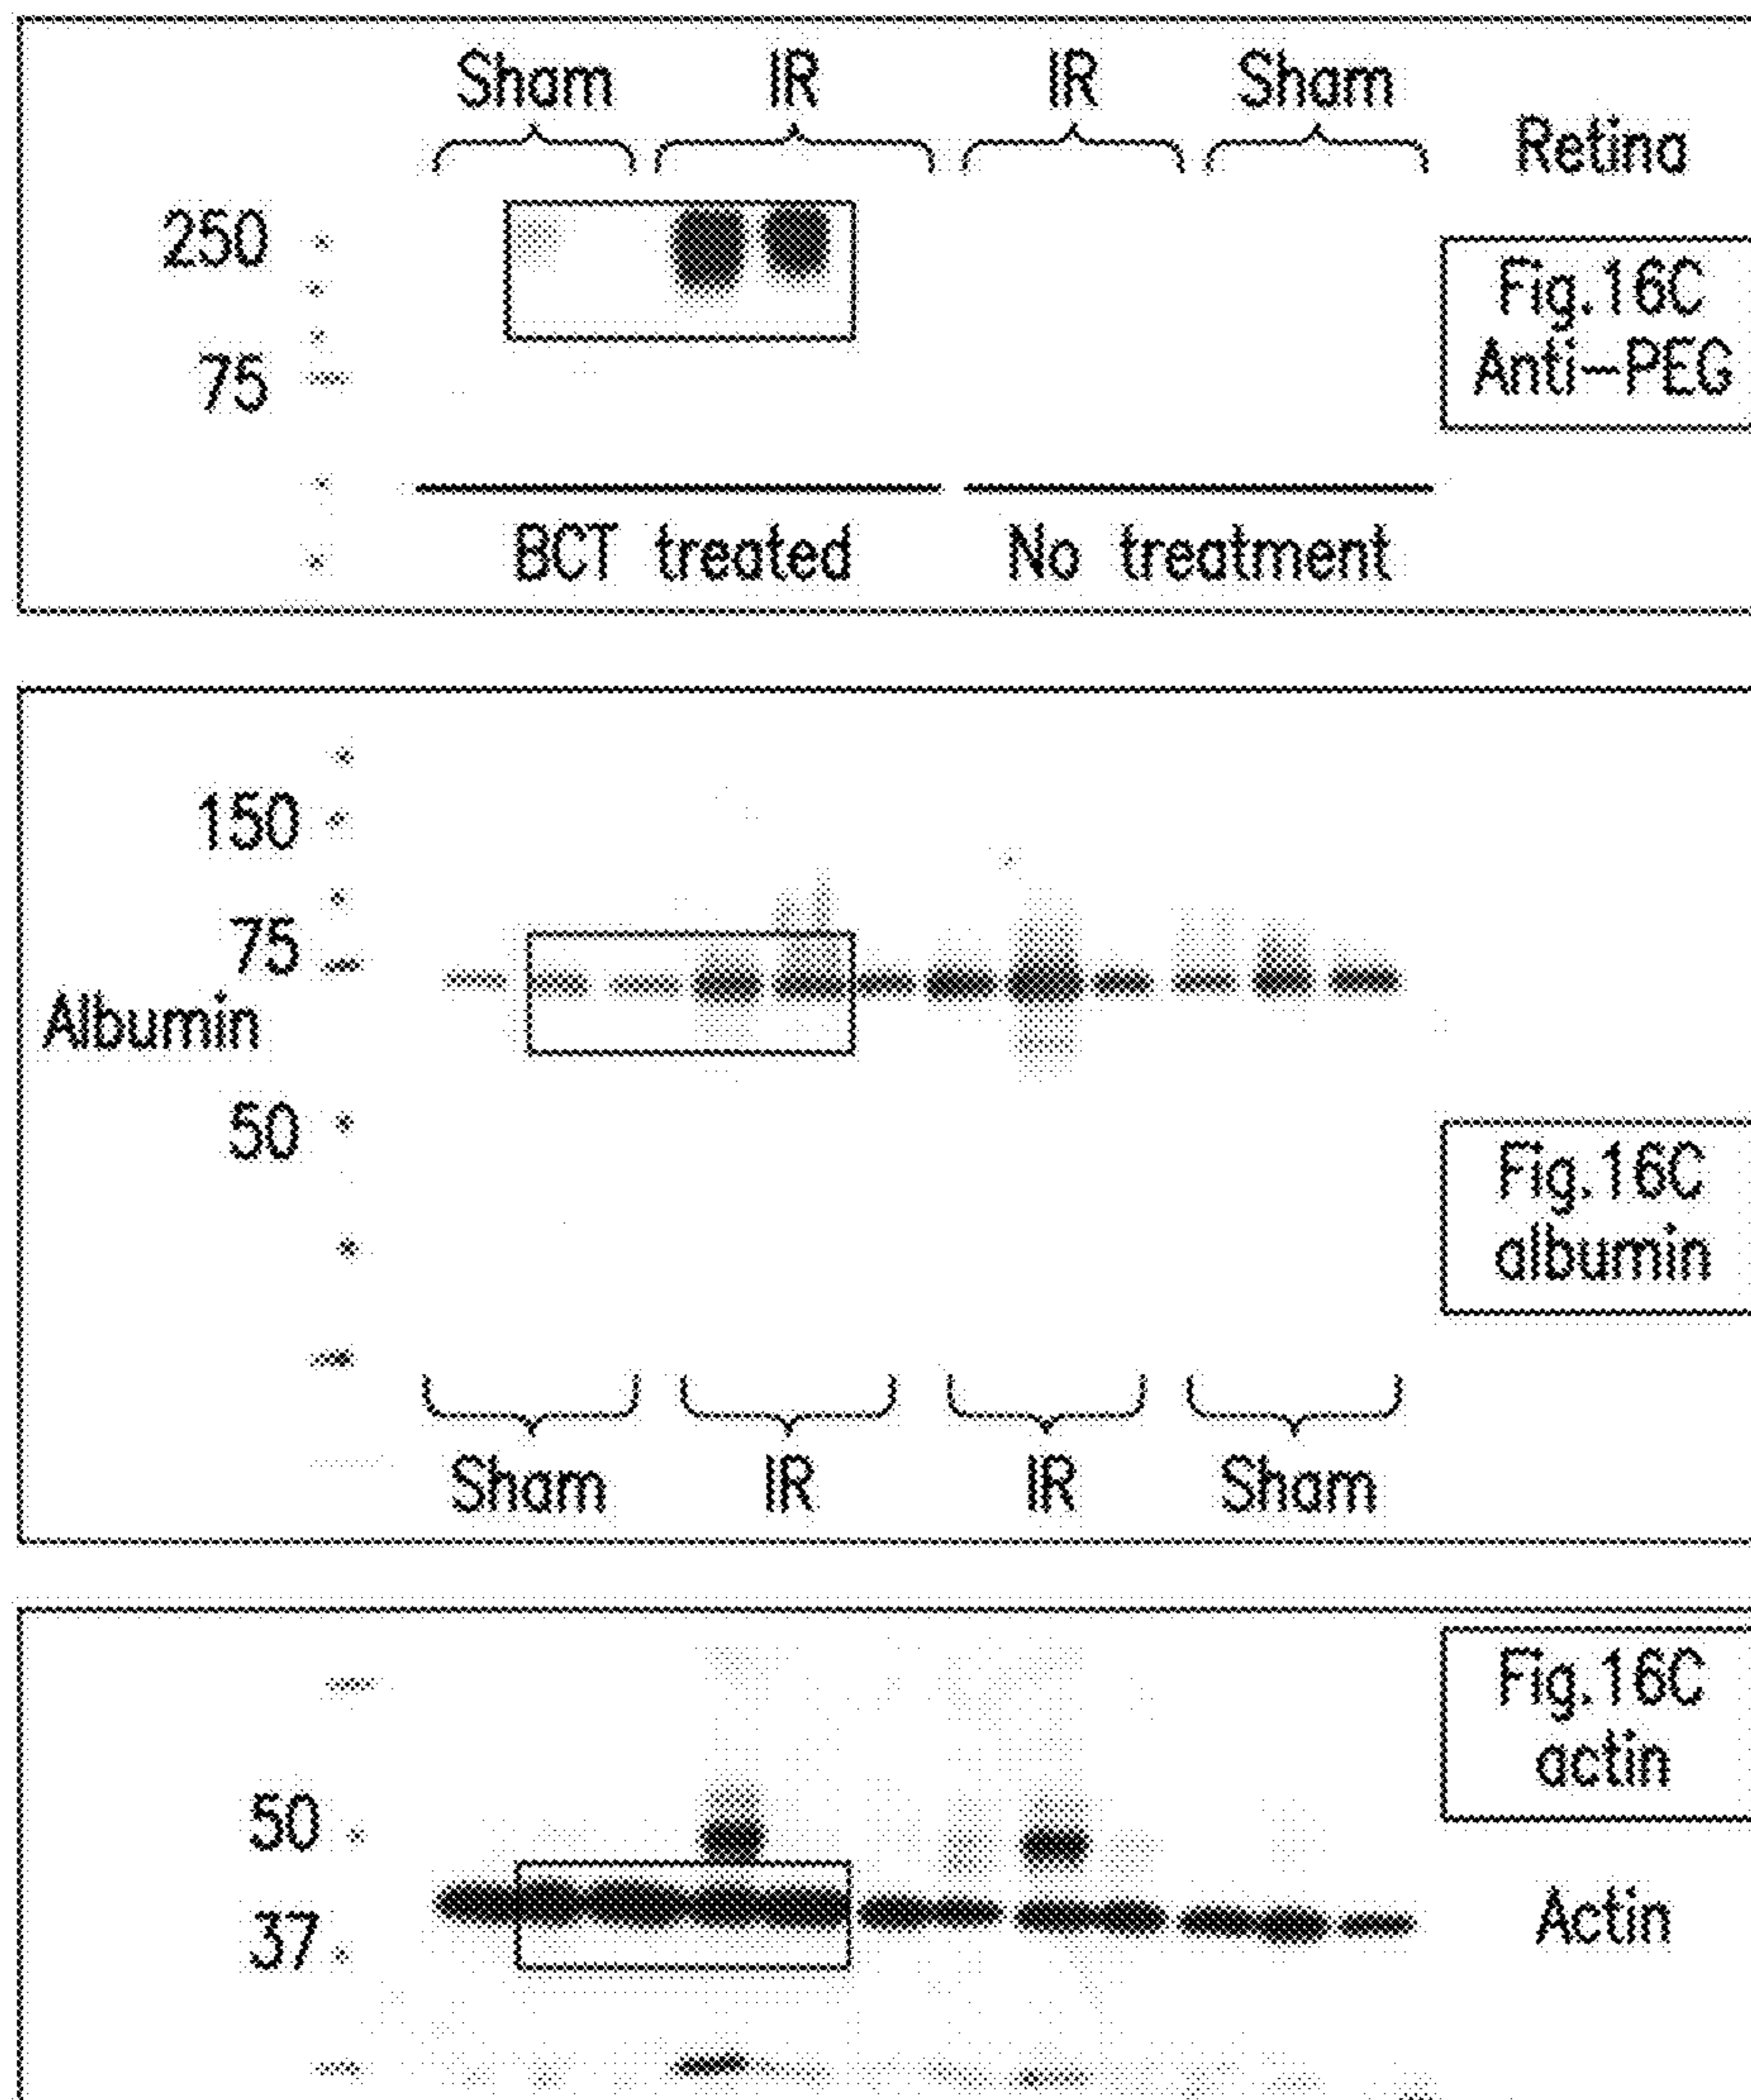 Sham IR IR Sham
Retina
250
Fig.16C
Anti-PEG
75
BCT treated No treatment
150
75
Albumin
50
Fig.16C
albumin
Sham IR IR Sham
Fig.16C
actin
50
37
Actin